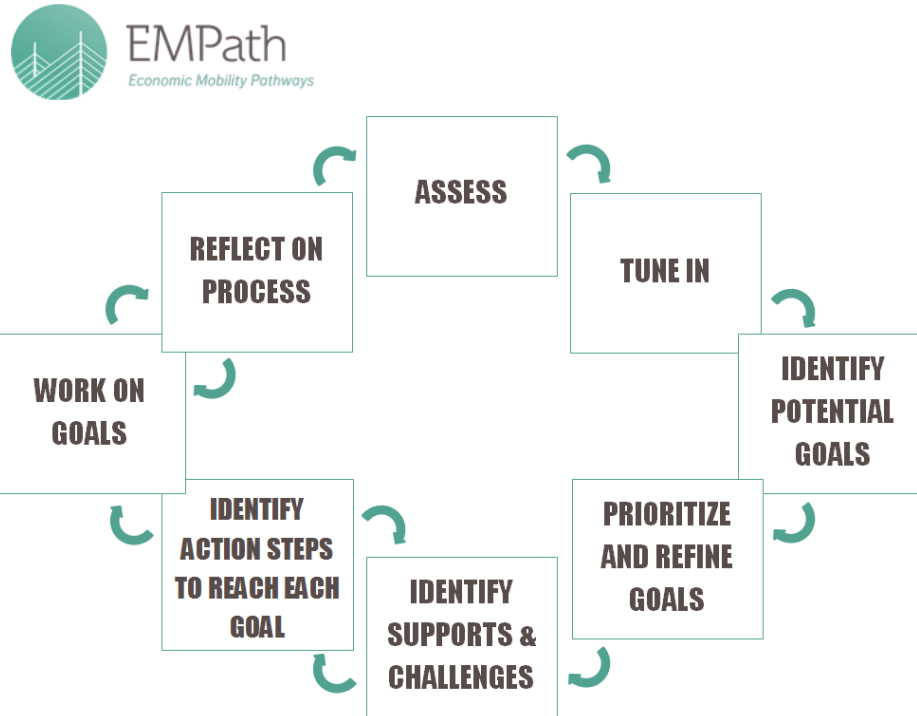 EMPath
Economic Mobility Pathways
ASSESS
TUNE IN
IDENTIFY
POTENTIAL
GOALS
PRIORITIZE
AND REFINE
GOALS
IDENTIFY
SUPPORTS &
CHALLENGES
IDENTIFY
ACTION STEPS
TO REACH EACH
GOAL
WORK ON
GOALS
REFLECT ON
PROCESS